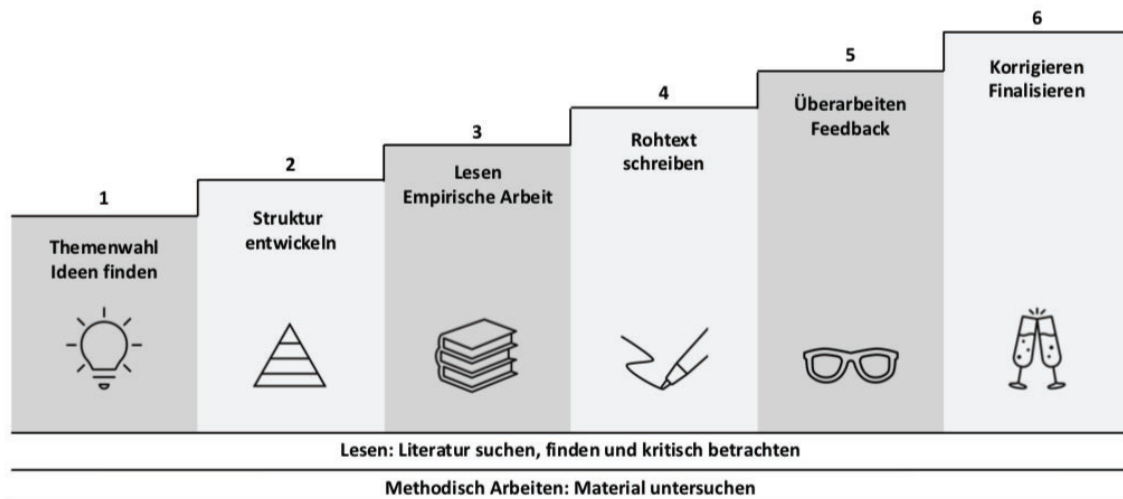 1
Themenwahl
Ideen finden
2
Struktur
entwickeln
3
Lesen
Empirische Arbeit
4
Rohtext
schreiben
5
Überarbeiten
Feedback
6
Korrigieren
Finalisieren
Lesen: Literatur suchen, finden und kritisch betrachten
Methodisch Arbeiten: Material untersuchen